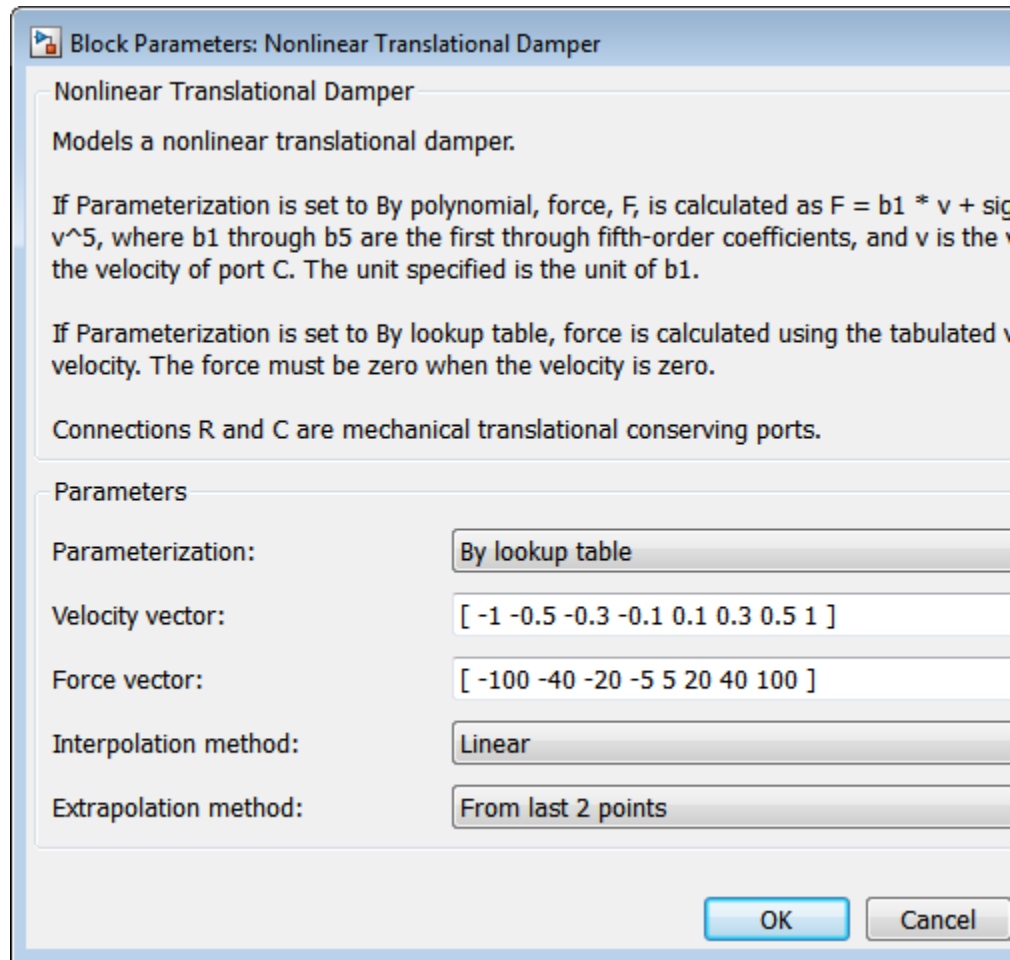 Block Parameters: Nonlinear Translational Damper
Nonlinear Translational Damper
Models a nonlinear translational damper.
If Parameterization is set to By polynomial, force, F, is calculated as F = b1 * v + sig
v^5, where b1 through b5 are the first through fifth-order coefficients, and v is the
the velocity of port C. The unit specified is the unit of b1.
If Parameterization is set to By lookup table, force is calculated using the tabulated
velocity. The force must be zero when the velocity is zero.
Connections R and C are mechanical translational conserving ports.
Parameters
Parameterization: By lookup table
Velocity vector: [ -1 -0.5 -0.3 -0.1 0.1 0.3 0.5 1 ]
Force vector: [ -100 -40 -20 -5 5 20 40 100 ]
Interpolation method: Linear
Extrapolation method: From last 2 points
OK Cancel